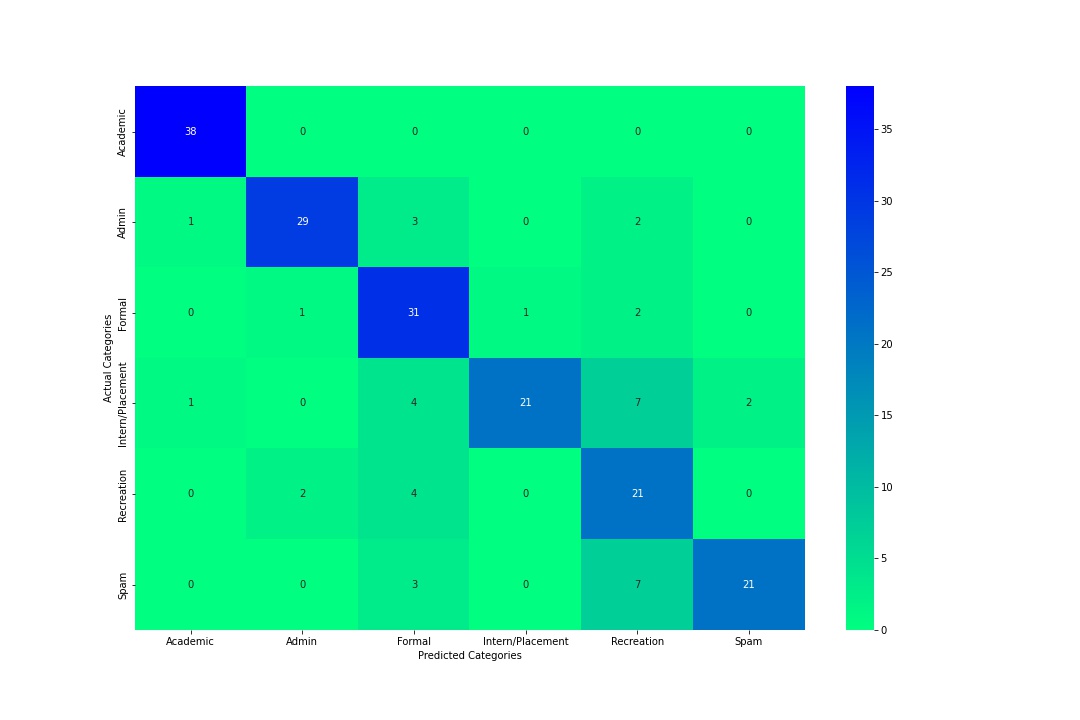 Actual Categories
Academic 38 0 0 0 0 0
Admin 1 29 3 0 2 0
Formal 0 1 31 1 2 0
Intern/Placement 1 0 4 21 7 2
Recreation 0 2 4 0 21 0
Spam 0 0 3 0 7 21
Academic Admin Formal Intern/Placement Recreation Spam
Predicted Categories
35
30
25
20
15
10
5
0